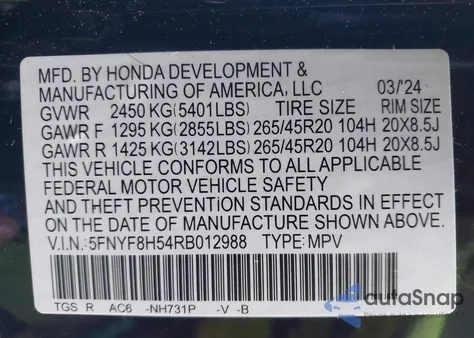 MFD. BY HONDA DEVELOPMENT &
MANUFACTURING OF AMERICA, LLC 03/'24
GVWR 2450 KG(5401LBS) TIRE SIZE RIM SIZE
GAWR F 1295 KG(2855LBS) 265/45R20 104H 20X8.5J
GAWR R 1425 KG(3142LBS) 265/45R20 104H 20X8.5J
THIS VEHICLE CONFORMS TO ALL APPLICABLE
FEDERAL MOTOR VEHICLE SAFETY
AND THEFT PREVENTION STANDARDS IN EFFECT
ON THE DATE OF MANUFACTURE SHOWN ABOVE.
V.I.N.: 5FNYF8H54RB012988 TYPE: MPV
TGS R AC6 -NH731P -V -B
autaSnap